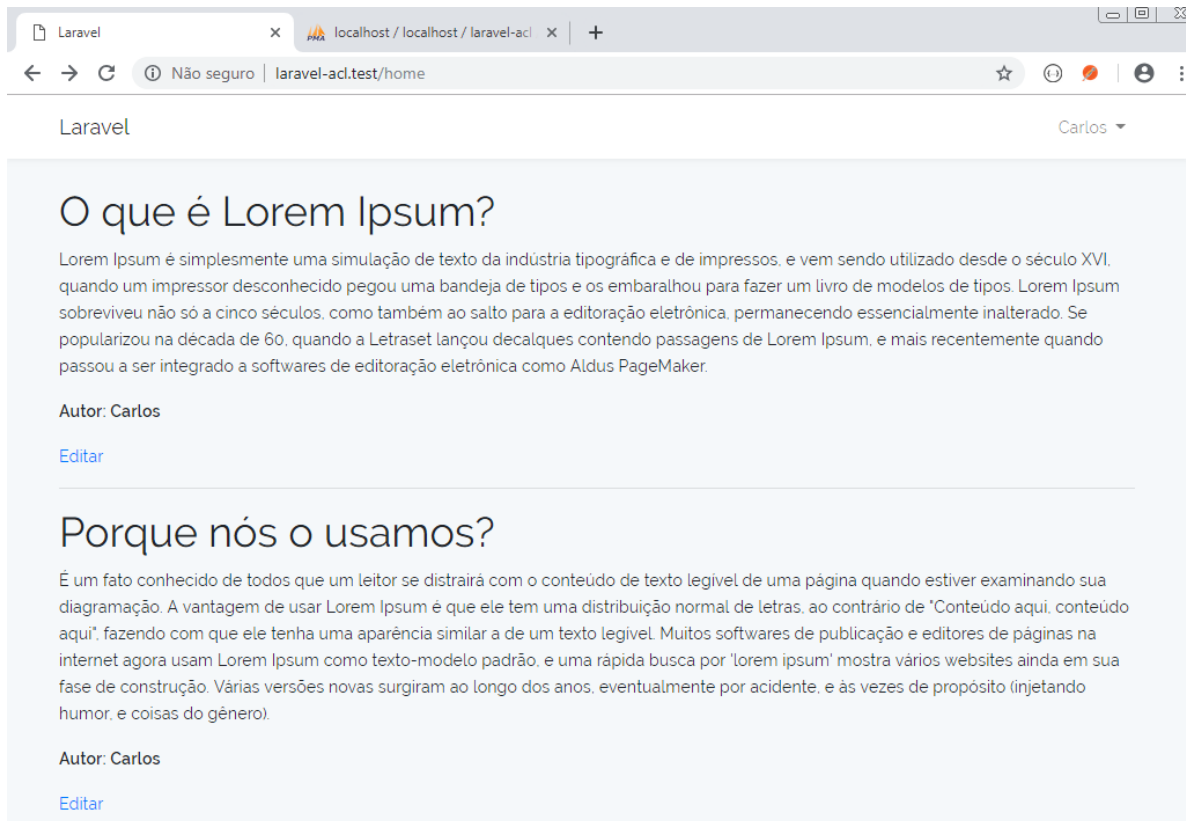 Laravel
localhost / localhost / laravel-acl
Não seguro | laravel-acl.test/home
Laravel
Carlos
O que é Lorem Ipsum?
Lorem Ipsum é simplesmente uma simulação de texto da indústria tipográfica e de impressos, e vem sendo utilizado desde o século XVI,
quando um impressor desconhecido pegou uma bandeja de tipos e os embaralhou para fazer um livro de modelos de tipos. Lorem Ipsum
sobreviveu não só a cinco séculos, como também ao salto para a editoração eletrônica, permanecendo essencialmente inalterado. Se
popularizou na década de 60, quando a Letraset lançou decalques contendo passagens de Lorem Ipsum, e mais recentemente quando
passou a ser integrado a softwares de editoração eletrônica como Aldus PageMaker.
Autor: Carlos
Editar
Porque nós o usamos?
É um fato conhecido de todos que um leitor se distrairá com o conteúdo de texto legível de uma página quando estiver examinando sua
diagramação. A vantagem de usar Lorem Ipsum é que ele tem uma distribuição normal de letras, ao contrário de "Conteúdo aqui, conteúdo
aqui", fazendo com que ele tenha uma aparência similar a de um texto legível. Muitos softwares de publicação e editores de páginas na
internet agora usam Lorem Ipsum como texto-modelo padrão, e uma rápida busca por 'lorem ipsum' mostra vários websites ainda em sua
fase de construção. Várias versões novas surgiram ao longo dos anos, eventualmente por acidente, e às vezes de propósito (injetando
humor, e coisas do gênero).
Autor: Carlos
Editar